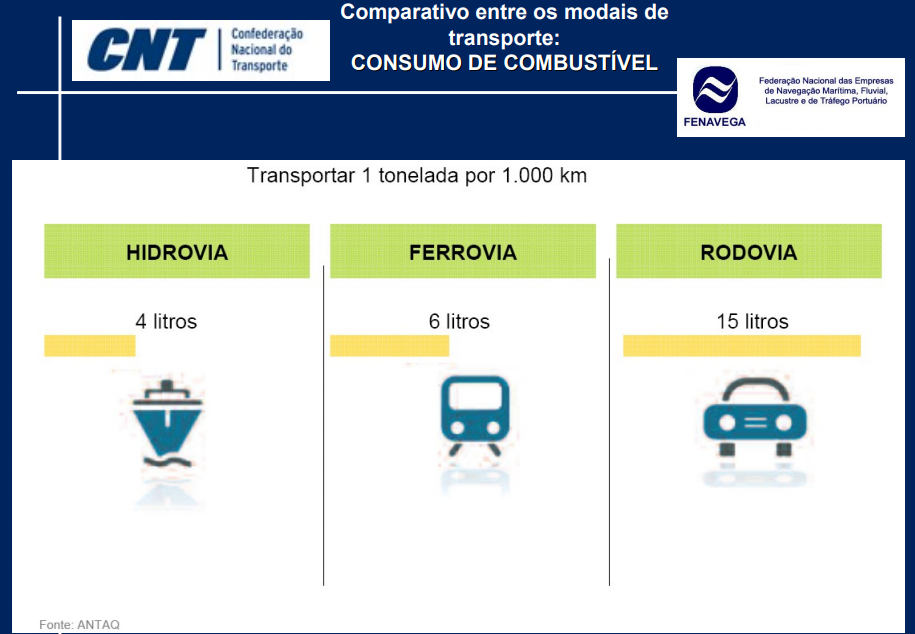 Comparativo entre os modais de
transporte:
CONSUMO DE COMBUSTÍVEL
CNT
Confederação
Nacional do
Transporte
FENAVEGA
Federação Nacional das Empresas
de Navegação Marítima, Fluvial,
Lacustre e de Tráfego Portuário
Transportar 1 tonelada por 1.000 km
HIDROVIA
FERROVIA
RODOVIA
4 litros
6 litros
15 litros
Fonte: ANTAQ